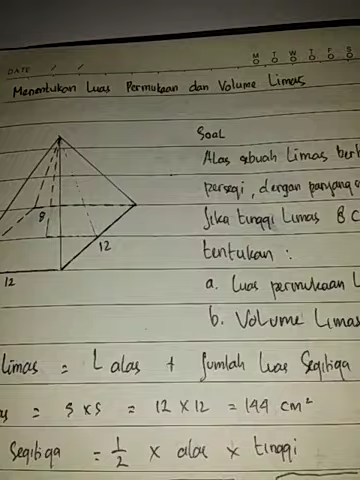 M T W T F S
DATE / /
Menentukan Luas Permukaan dan Volume Limas
Soal
Alas sebuah Limas
persegi, dengan
Jika tinggi Limas 8 C
tentukan :
8
12
12
a. Luas permukaan L
b. Volume Limas
Limas = L alas + Jumlah Luas Segitiga
= s x s = 12 x 12 = 144 cm²
Segitiga = 1/2 x alas x tinggi